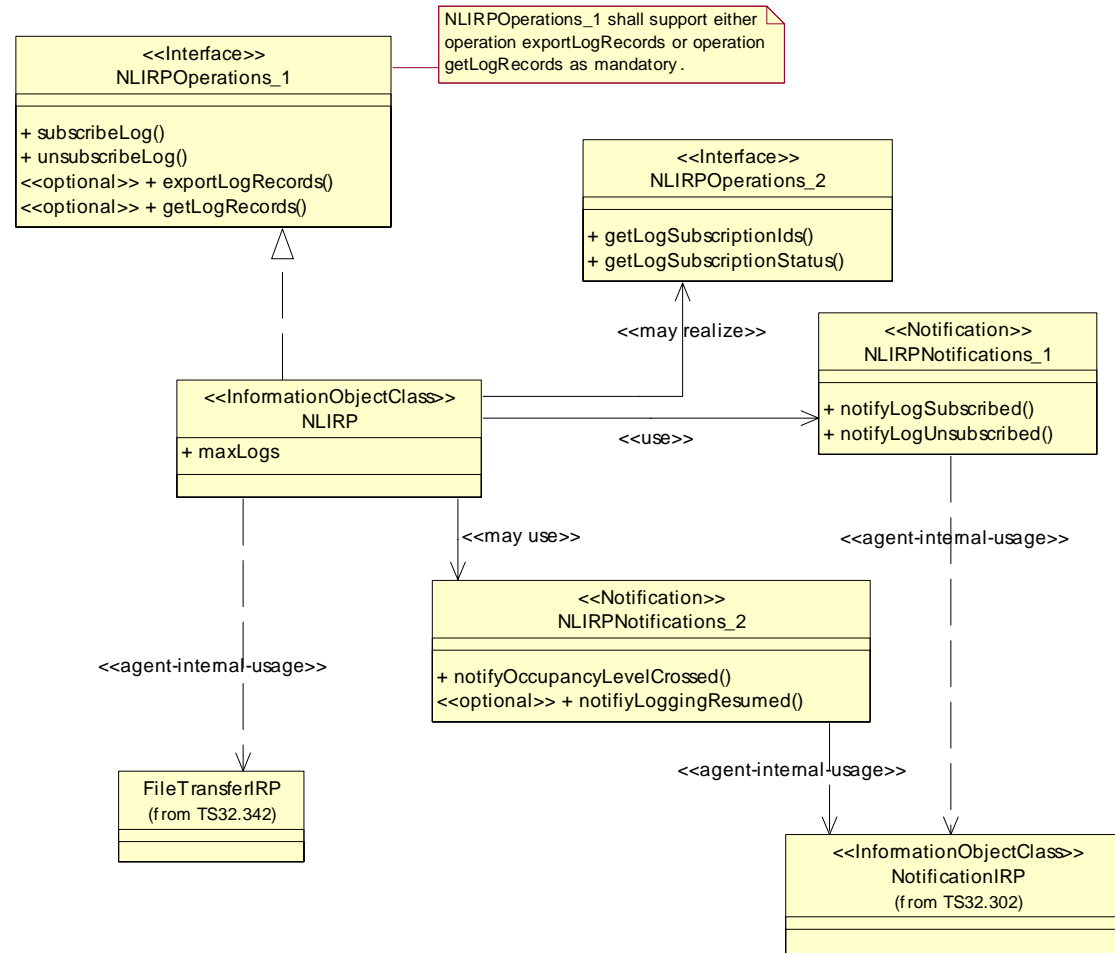 NLIRPOperations_1 shall support either
operation exportLogRecords or operation
getLogRecords as mandatory.
<<Interface>>
NLIRPOperations_1
+ subscribeLog()
+ unsubscribeLog()
<<optional>> + exportLogRecords()
<<optional>> + getLogRecords()
<<Interface>>
NLIRPOperations_2
+ getLogSubscriptionIds()
+ getLogSubscriptionStatus()
<<may realize>>
<<Notification>>
NLIRPNotifications_1
+ notifyLogSubscribed()
+ notifyLogUnsubscribed()
<<InformationObjectClass>>
NLIRP
+ maxLogs
<<use>>
<<may use>>
<<agent-internal-usage>>
<<Notification>>
NLIRPNotifications_2
+ notifyOccupancyLevelCrossed()
<<optional>> + notifiyLoggingResumed()
<<agent-internal-usage>>
<<agent-internal-usage>>
FileTransferIRP
(from TS32.342)
<<InformationObjectClass>>
NotificationIRP
(from TS32.302)